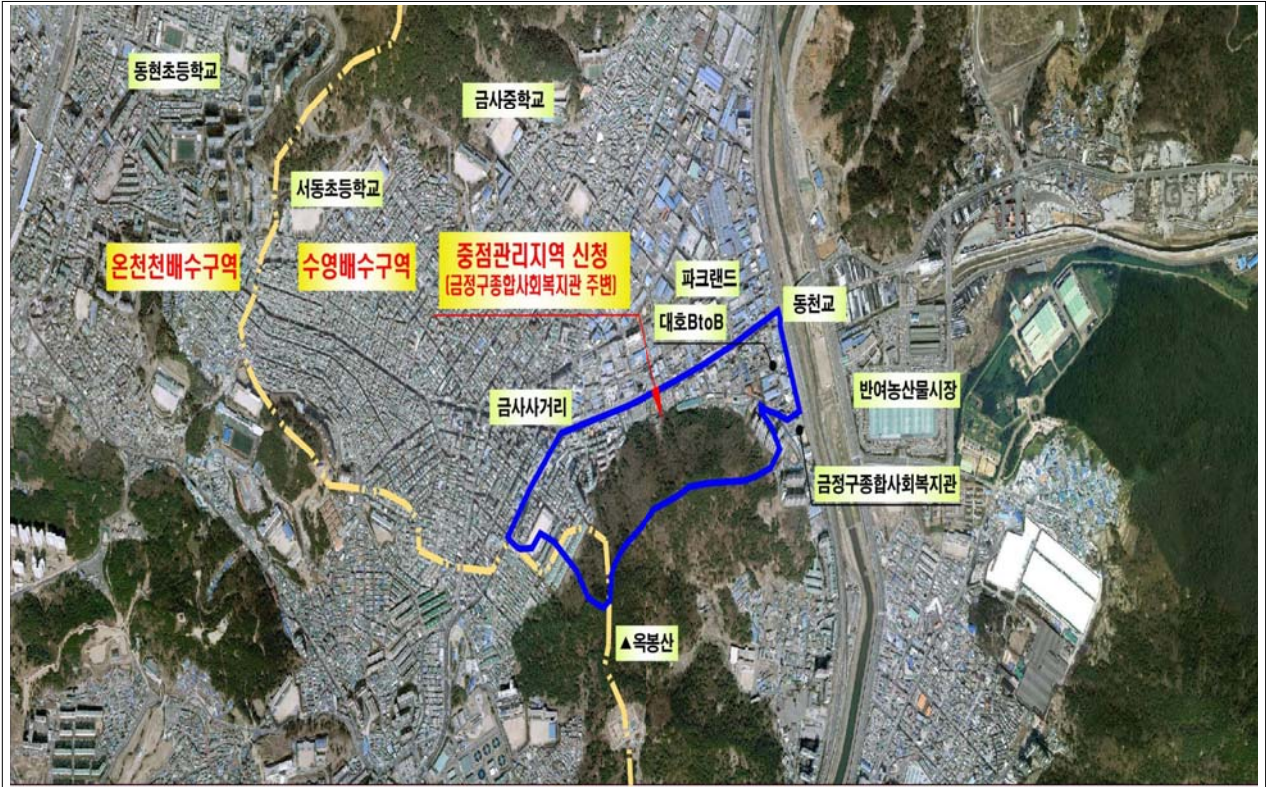 동현초등학교
금사중학교
서동초등학교
온천천배수구역
수영배수구역
중점관리지역 신청
(금정구종합사회복지관 주변)
파크랜드
동천교
대호BtoB
반여농산물시장
금사사거리
금정구종합사회복지관
▲옥봉산